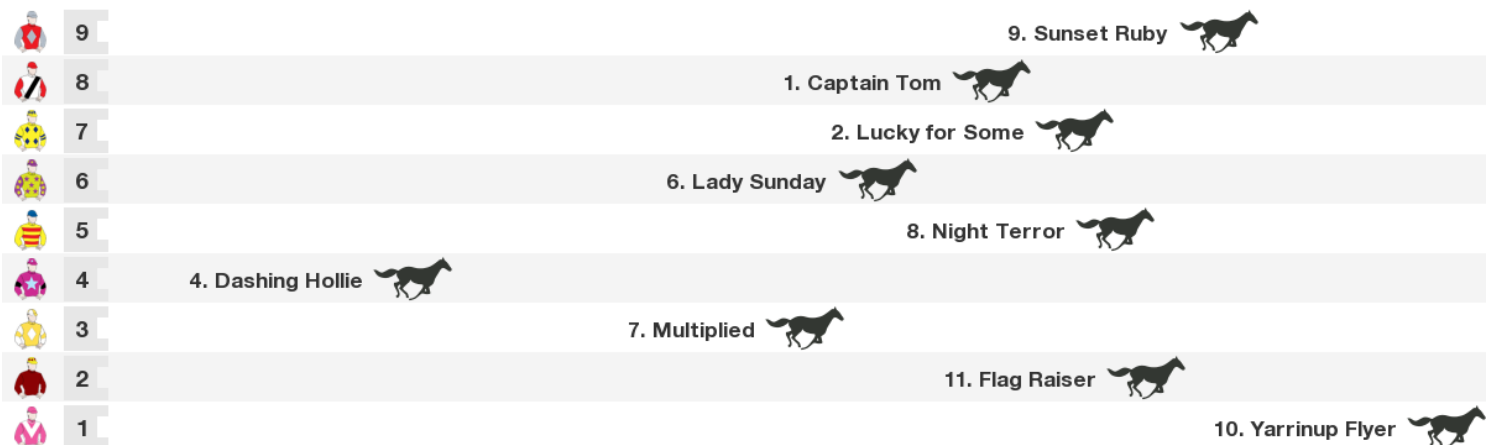 9 9. Sunset Ruby
8 1. Captain Tom
7 2. Lucky for Some
6 6. Lady Sunday
5 8. Night Terror
4 4. Dashing Hollie
3 7. Multiplied
2 11. Flag Raiser
1 10. Yarrinup Flyer